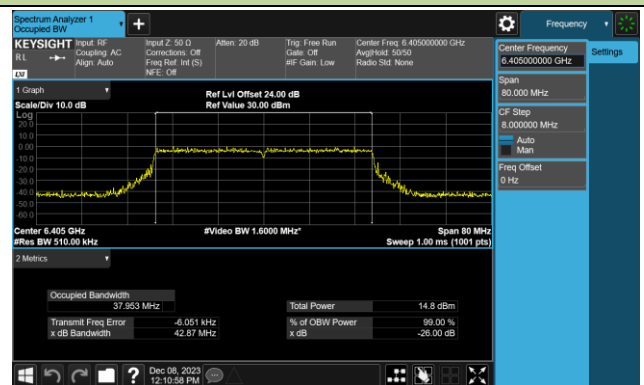 Spectrum Analyzer 1
Occupied BW
+
Frequency
KEYSIGHT
RL
LXI
Input: RF
Coupling: AC
Align: Auto
Input Z: 50 Ω
Corrections: Off
Freq Ref: Int (S)
NFE: Off
Atten: 20 dB
Trig: Free Run
Gate: Off
#IF Gain: Low
Center Freq: 6.405000000 GHz
Avg|Hold: 50/50
Radio Std: None
Center Frequency
6.405000000 GHz
Settings
Span
80.000 MHz
CF Step
8.000000 MHz
Auto
Man
Freq Offset
0 Hz
1 Graph
Scale/Div 10.0 dB
Ref Lvl Offset 24.00 dB
Ref Value 30.00 dBm
Log
20.0
10.0
0.00
-10.0
-20.0
-30.0
-40.0
-50.0
-60.0
Center 6.405 GHz
#Video BW 1.6000 MHz*
Span 80 MHz
#Res BW 510.00 kHz
Sweep 1.00 ms (1001 pts)
2 Metrics
Occupied Bandwidth
37.953 MHz
Total Power
14.8 dBm
Transmit Freq Error
-6.051 kHz
% of OBW Power
99.00 %
x dB Bandwidth
42.87 MHz
x dB
-26.00 dB
?
Dec 08, 2023
12:10:58 PM